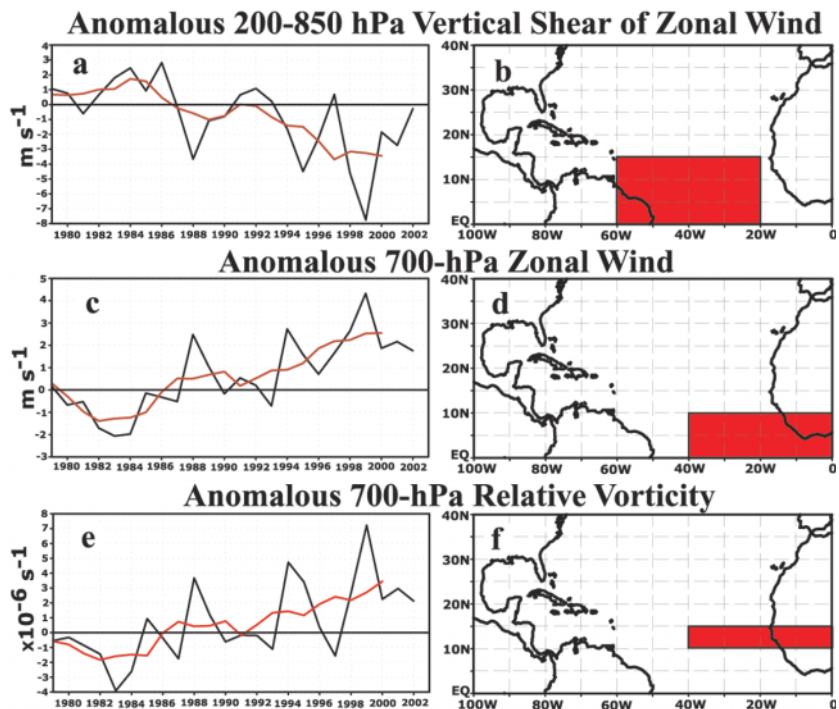 Anomalous 200-850 hPa Vertical Shear of Zonal Wind
a
m s-1
4
3
2
1
0
-1
-2
-3
-4
-5
-6
-7
-8
1980 1982 1984 1986 1988 1990 1992 1994 1996 1998 2000 2002
b
40N
30N
20N
10N
EQ
100W 80W 60W 40W 20W 0
Anomalous 700-hPa Zonal Wind
c
m s-1
5
4
3
2
1
0
-1
-2
-3
1980 1982 1984 1986 1988 1990 1992 1994 1996 1998 2000 2002
d
40N
30N
20N
10N
EQ
100W 80W 60W 40W 20W 0
Anomalous 700-hPa Relative Vorticity
e
x10-6 s-1
8
7
6
5
4
3
2
1
0
-1
-2
-3
-4
1980 1982 1984 1986 1988 1990 1992 1994 1996 1998 2000 2002
f
40N
30N
20N
10N
EQ
100W 80W 60W 40W 20W 0